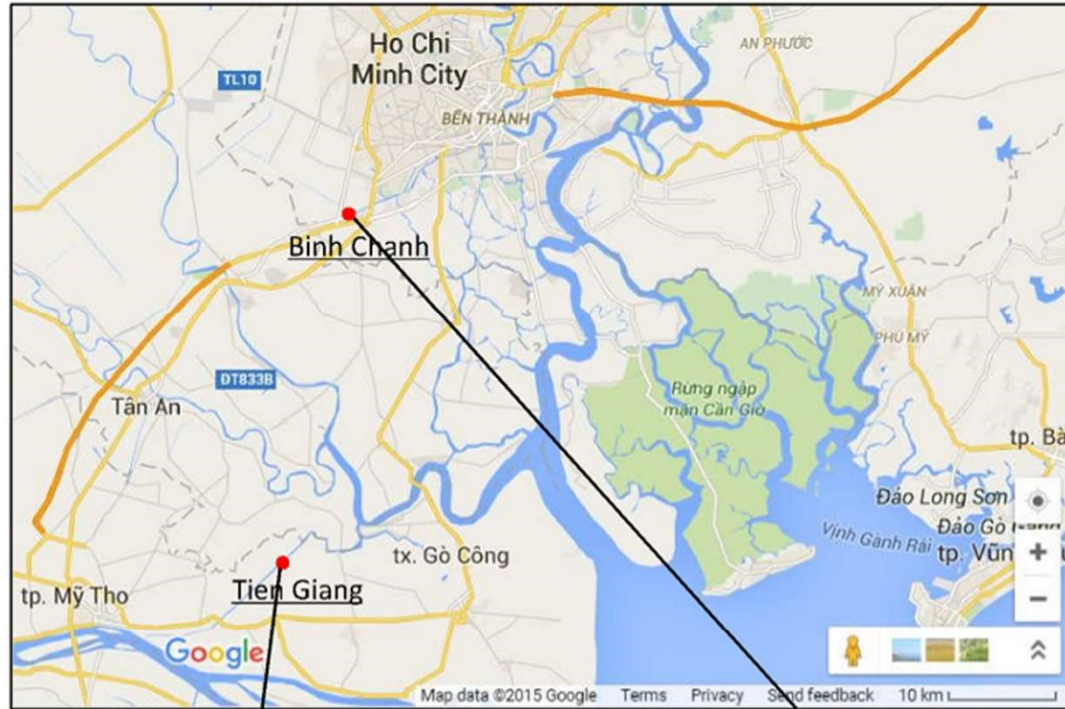 Ho Chi
Minh City
AN PHƯỚC
TL10
BẾN THÀNH
Binh Chanh
MỸ XUÂN
PHÚ MỸ
ĐT833B
Rừng ngập
mặn Cần Giờ
Tân An
tp. Bà
Đảo Long Sơn
Vịnh Gành Rái
Đảo Gò
tx. Gò Công
tp. Vũn
Tien Giang
tp. Mỹ Tho
Google
Map data ©2015 Google Terms Privacy Send feedback 10 km